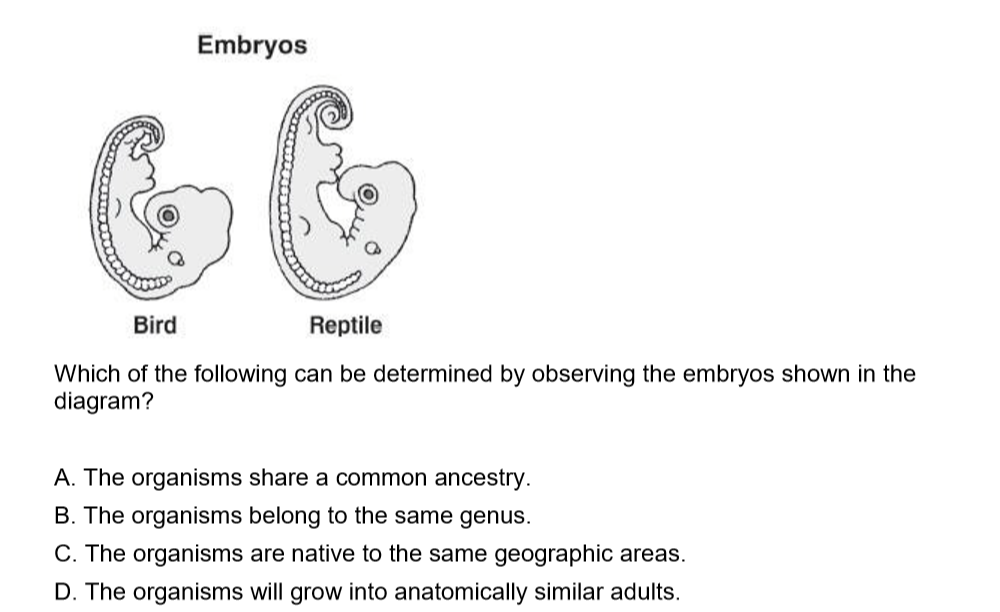 Embryos
Bird Reptile
Which of the following can be determined by observing the embryos shown in the
diagram?
A. The organisms share a common ancestry.
B. The organisms belong to the same genus.
C. The organisms are native to the same geographic areas.
D. The organisms will grow into anatomically similar adults.